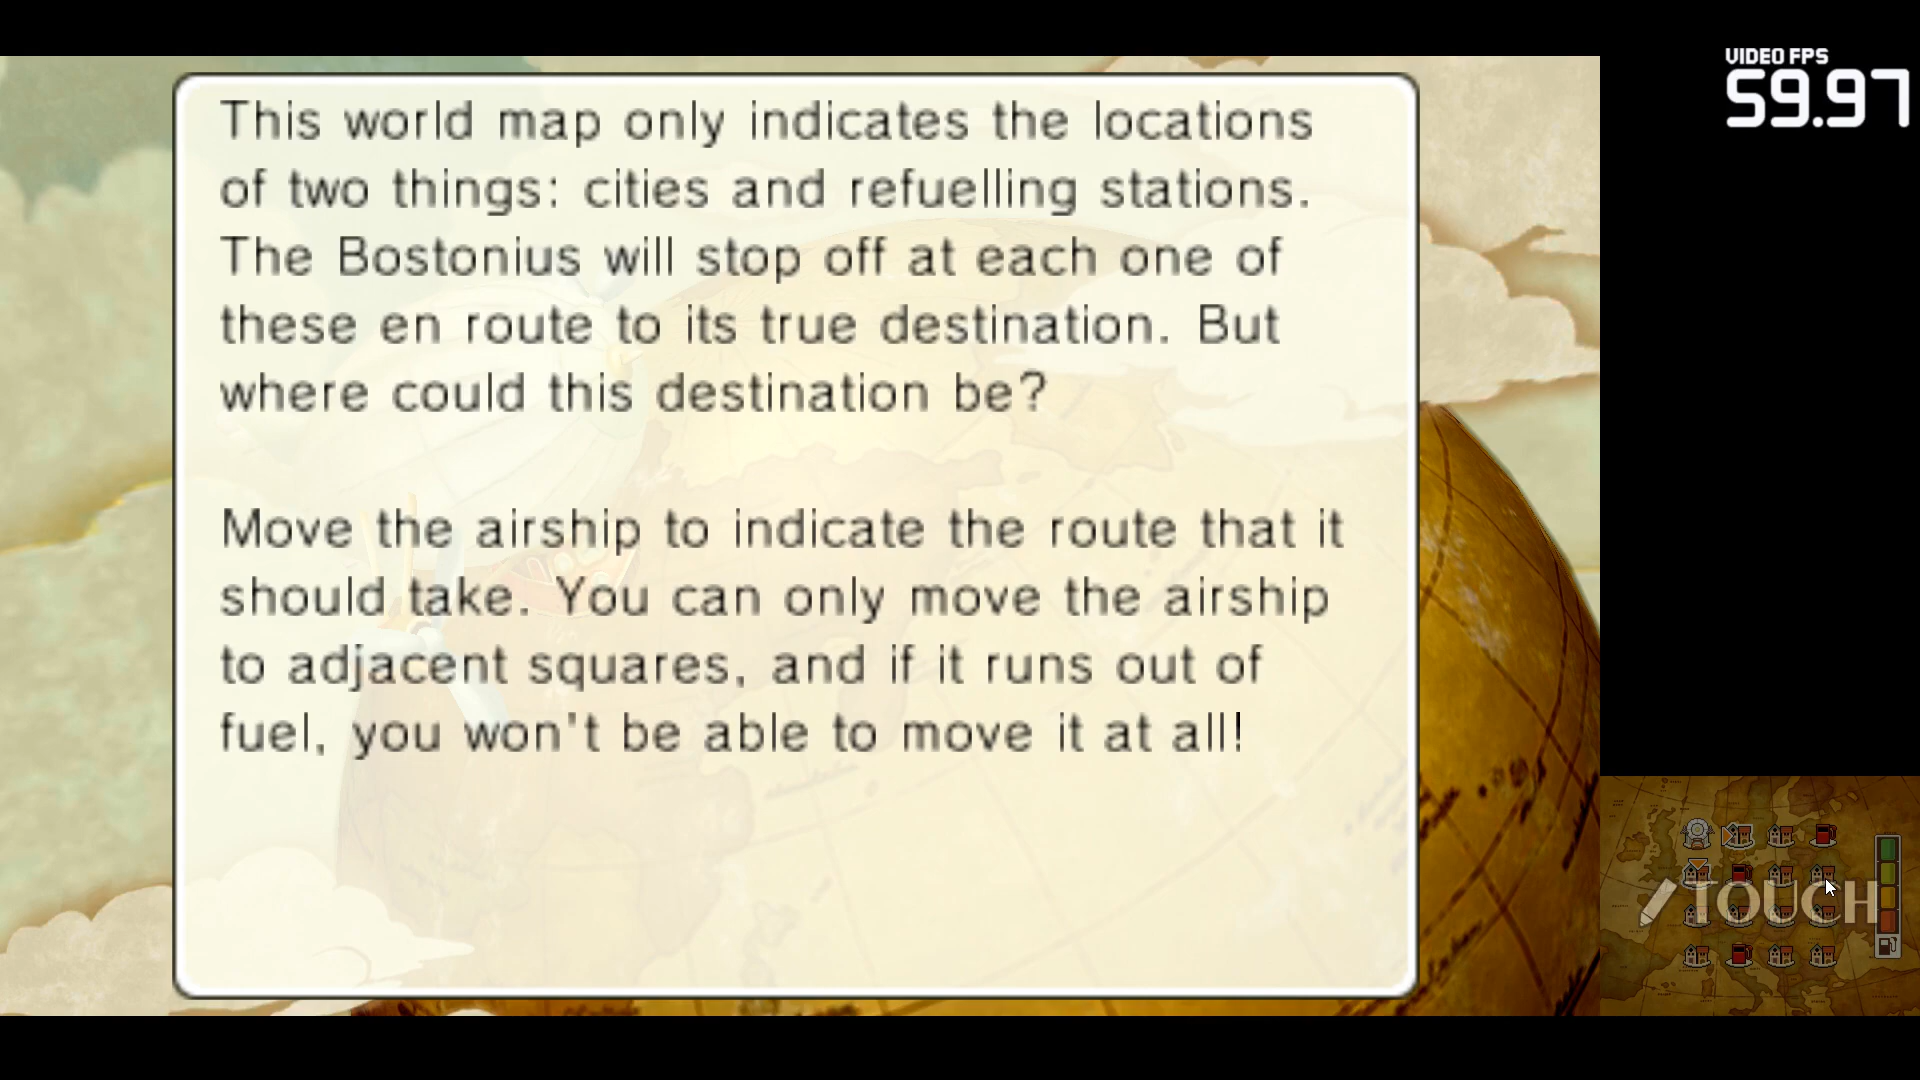 VIDEO FPS
59.97
This world map only indicates the locations
of two things: cities and refuelling stations.
The Bostonius will stop off at each one of
these en route to its true destination. But
where could this destination be?
Move the airship to indicate the route that it
should take. You can only move the airship
to adjacent squares, and if it runs out of
fuel, you won't be able to move it at all!
TOUCH